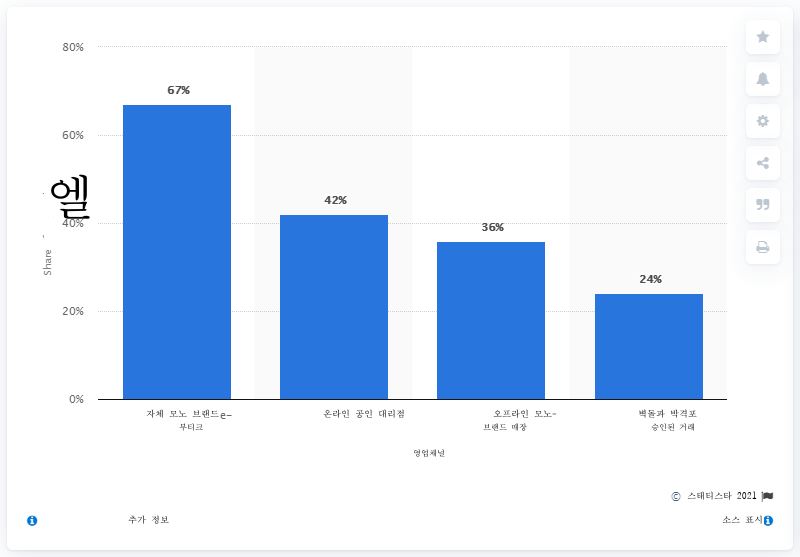 80%
67%
60%
엘
42%
40%
36%
Share
24%
20%
0%
자체 모노 브랜드e-
부티크
온라인 공인 대리점
오프라인 모노-
브랜드 매장
벽돌과 박격포
승인된 거래
영업채널
© 스태티스타 2021
추가 정보
소스 표시